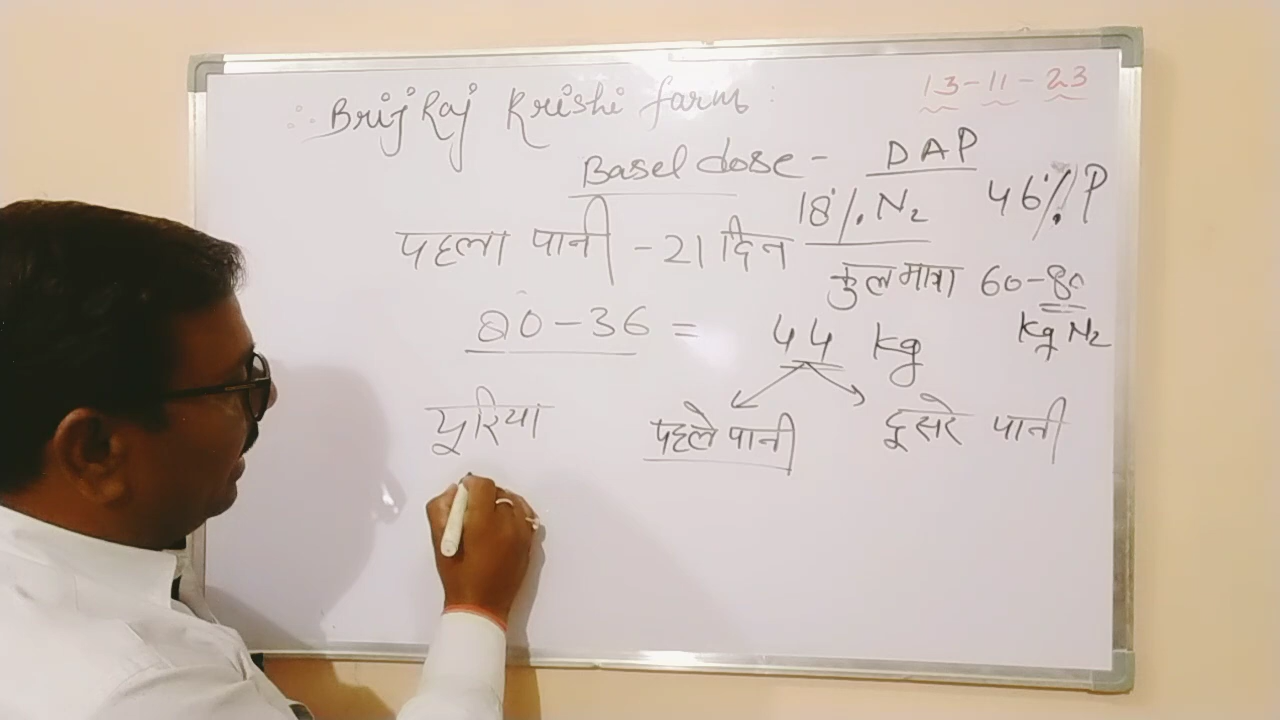 Brij Raj Krishi farm
13-11-23
Basel dose - DAP
18% N₂ 46% P
पहला पानी - 21 दिन
कुल मात्रा 60-80
Kg N₂
80-36 = 44 kg
यूरिया पहले पानी दूसरे पानी